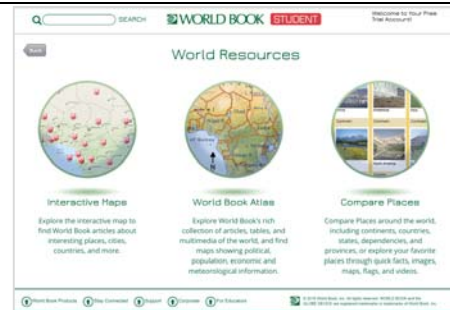 SEARCH
WORLD BOOK STUDENT
Welcome to Your Free
Trial Account!
Back
World Resources
Interactive Maps
Explore the interactive map to
find World Book articles about
interesting places, cities,
countries, and more.
World Book Atlas
Explore World Book's rich
collection of articles, tables, and
multimedia of the world, and find
maps showing political,
population, economic and
meteorological information.
Compare Places
Compare Places around the world,
including continents, countries,
states, dependencies, and
provinces, or explore your favorite
places through quick facts, images,
maps, flags, and videos.
World Book Products
Stay Connected
Support
Corporate
For Educators